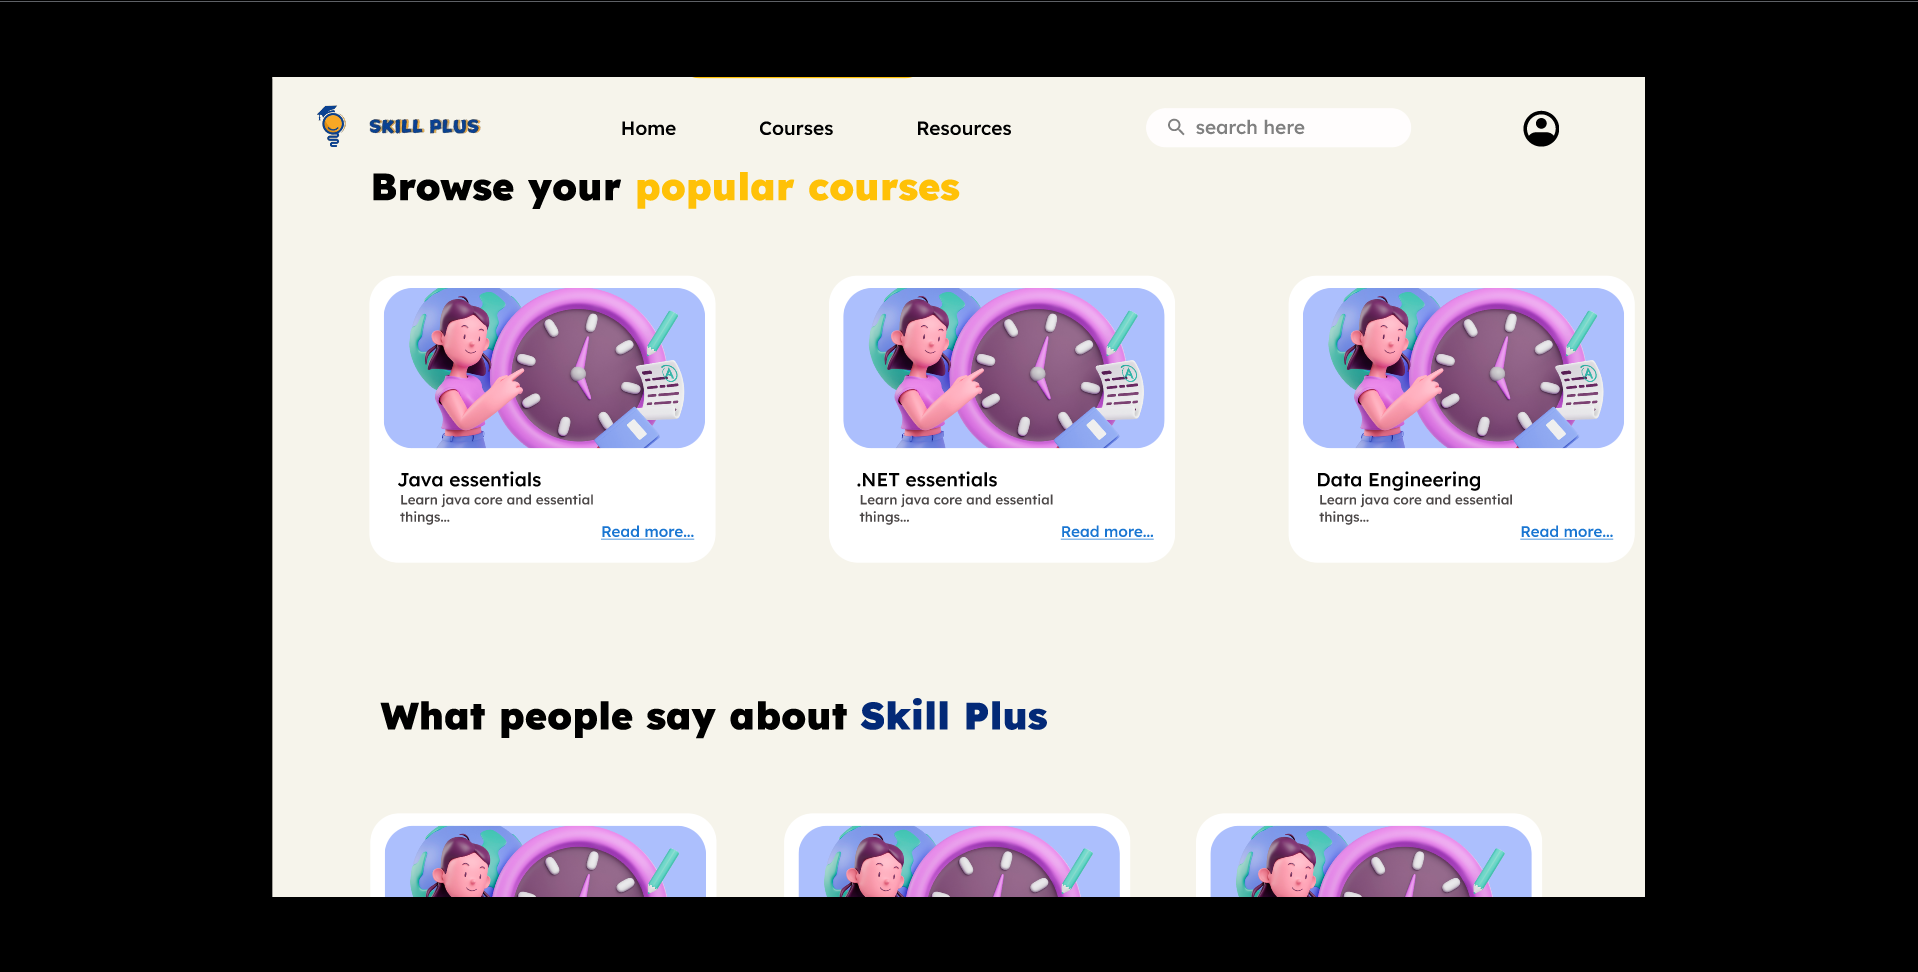 SKILL PLUS
Home
Courses
Resources
search here
Browse your popular courses
Java essentials
Learn java core and essential
things...
Read more...
.NET essentials
Learn java core and essential
things...
Read more...
Data Engineering
Learn java core and essential
things...
Read more...
What people say about Skill Plus